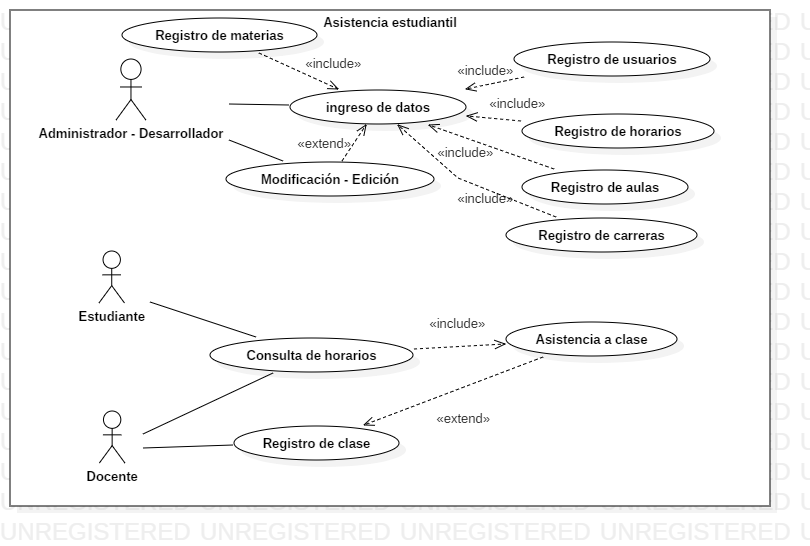 Asistencia estudiantil
Registro de materias
«include»
Registro de usuarios
«include»
«include»
ingreso de datos
Administrador - Desarrollador
Registro de horarios
«extend»
«include»
Modificación - Edición
Registro de aulas
«include»
Registro de carreras
Estudiante
«include»
Asistencia a clase
Consulta de horarios
«extend»
Registro de clase
Docente
UNREGISTERED UNREGISTERED UNREGISTERED UNREGISTERED